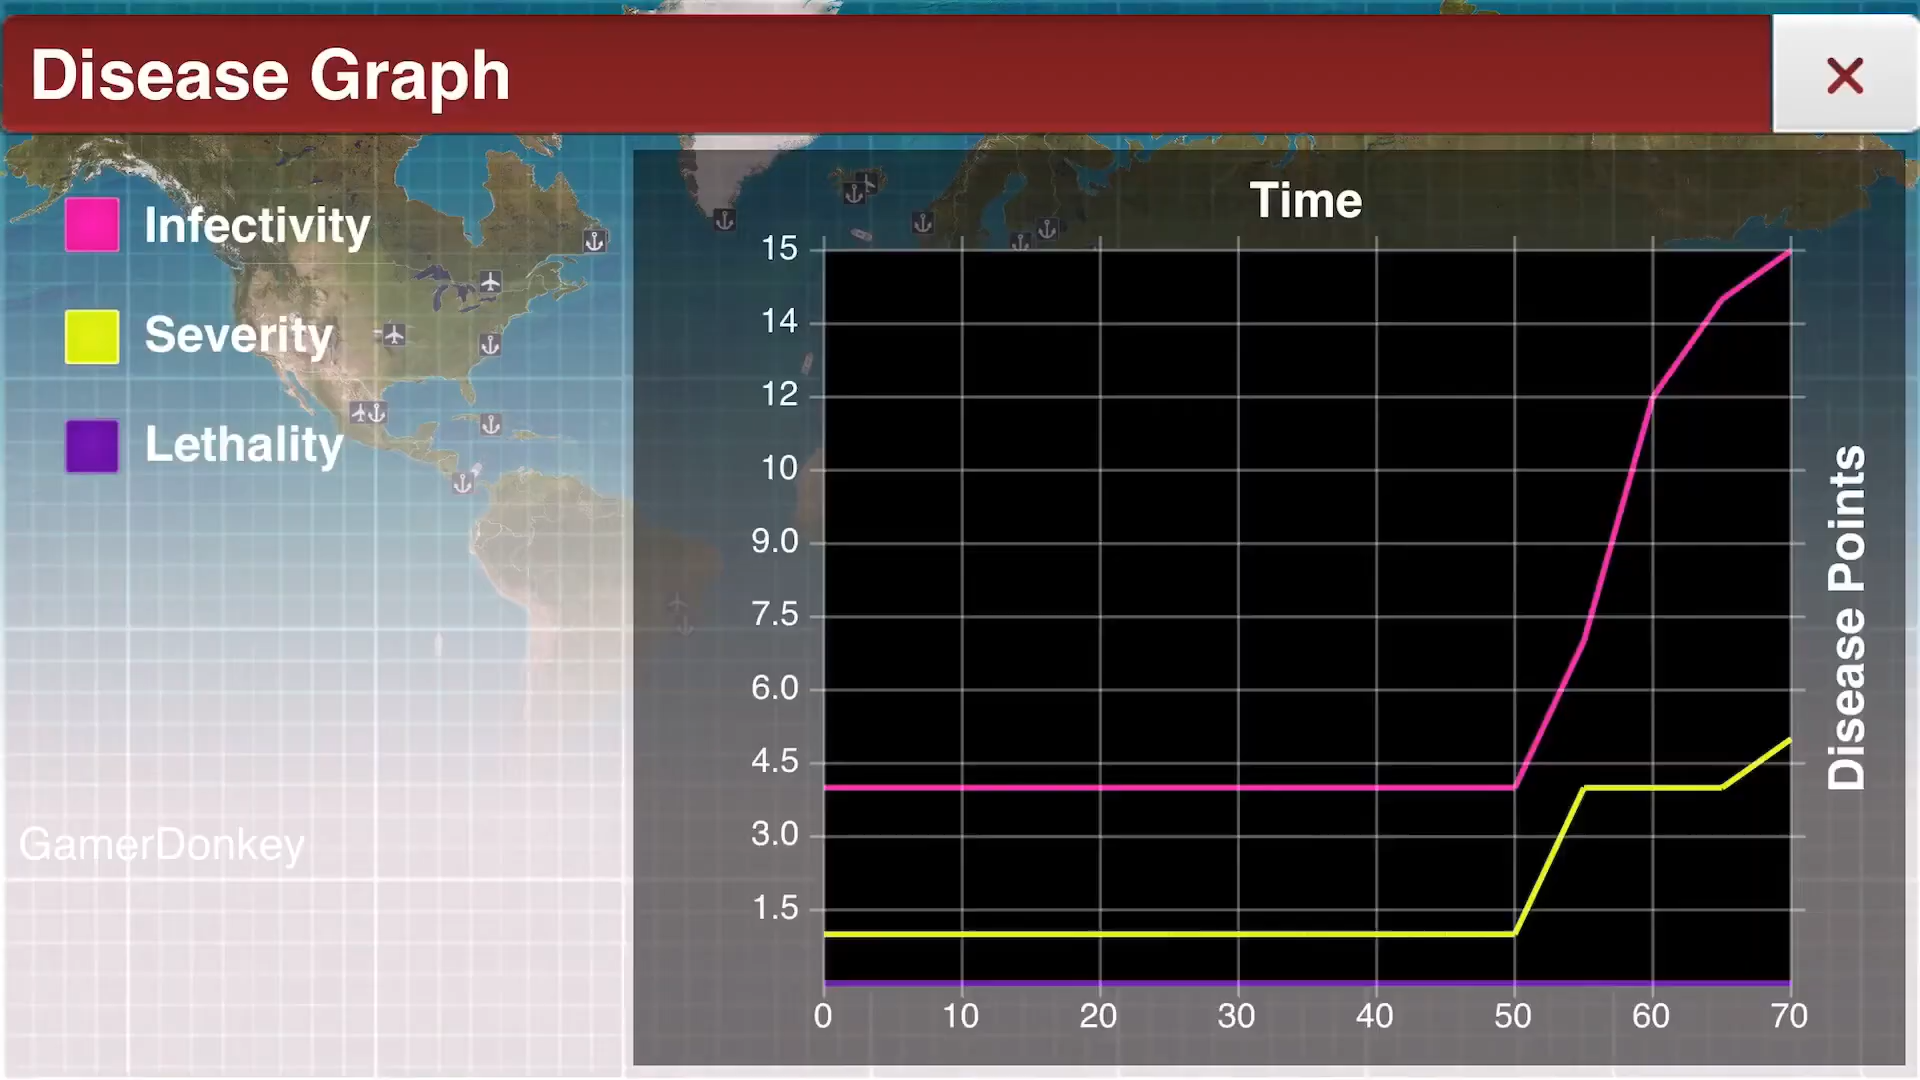 Disease Graph
Infectivity
Severity
Lethality
GamerDonkey
Time
15
14
12
10
9.0
7.5
6.0
4.5
3.0
1.5
0 10 20 30 40 50 60 70
Disease Points